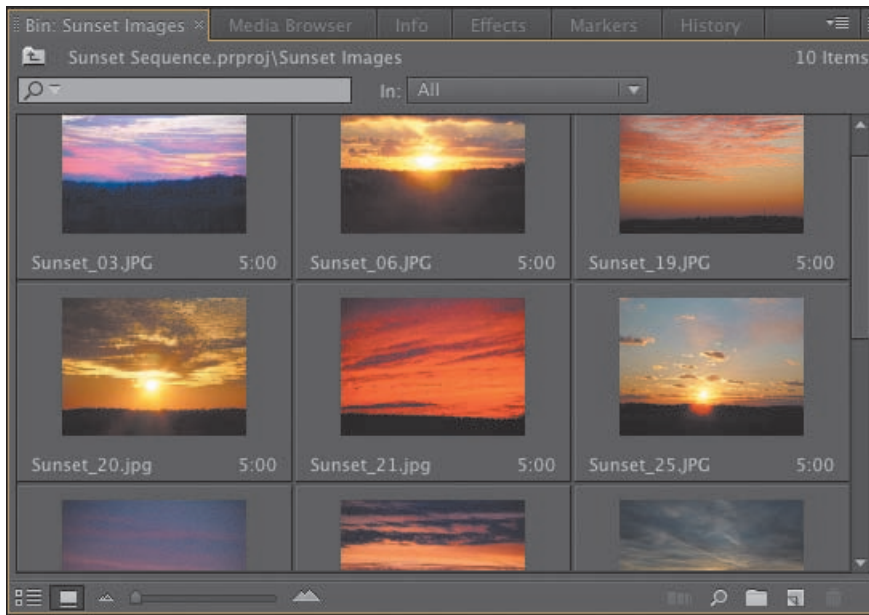 Bin: Sunset Images × Media Browser Info Effects Markers History
Sunset Sequence.prproj\Sunset Images 10 Items
In: All
Sunset_03.JPG 5:00 Sunset_06.JPG 5:00 Sunset_19.JPG 5:00
Sunset_20.jpg 5:00 Sunset_21.jpg 5:00 Sunset_25.JPG 5:00